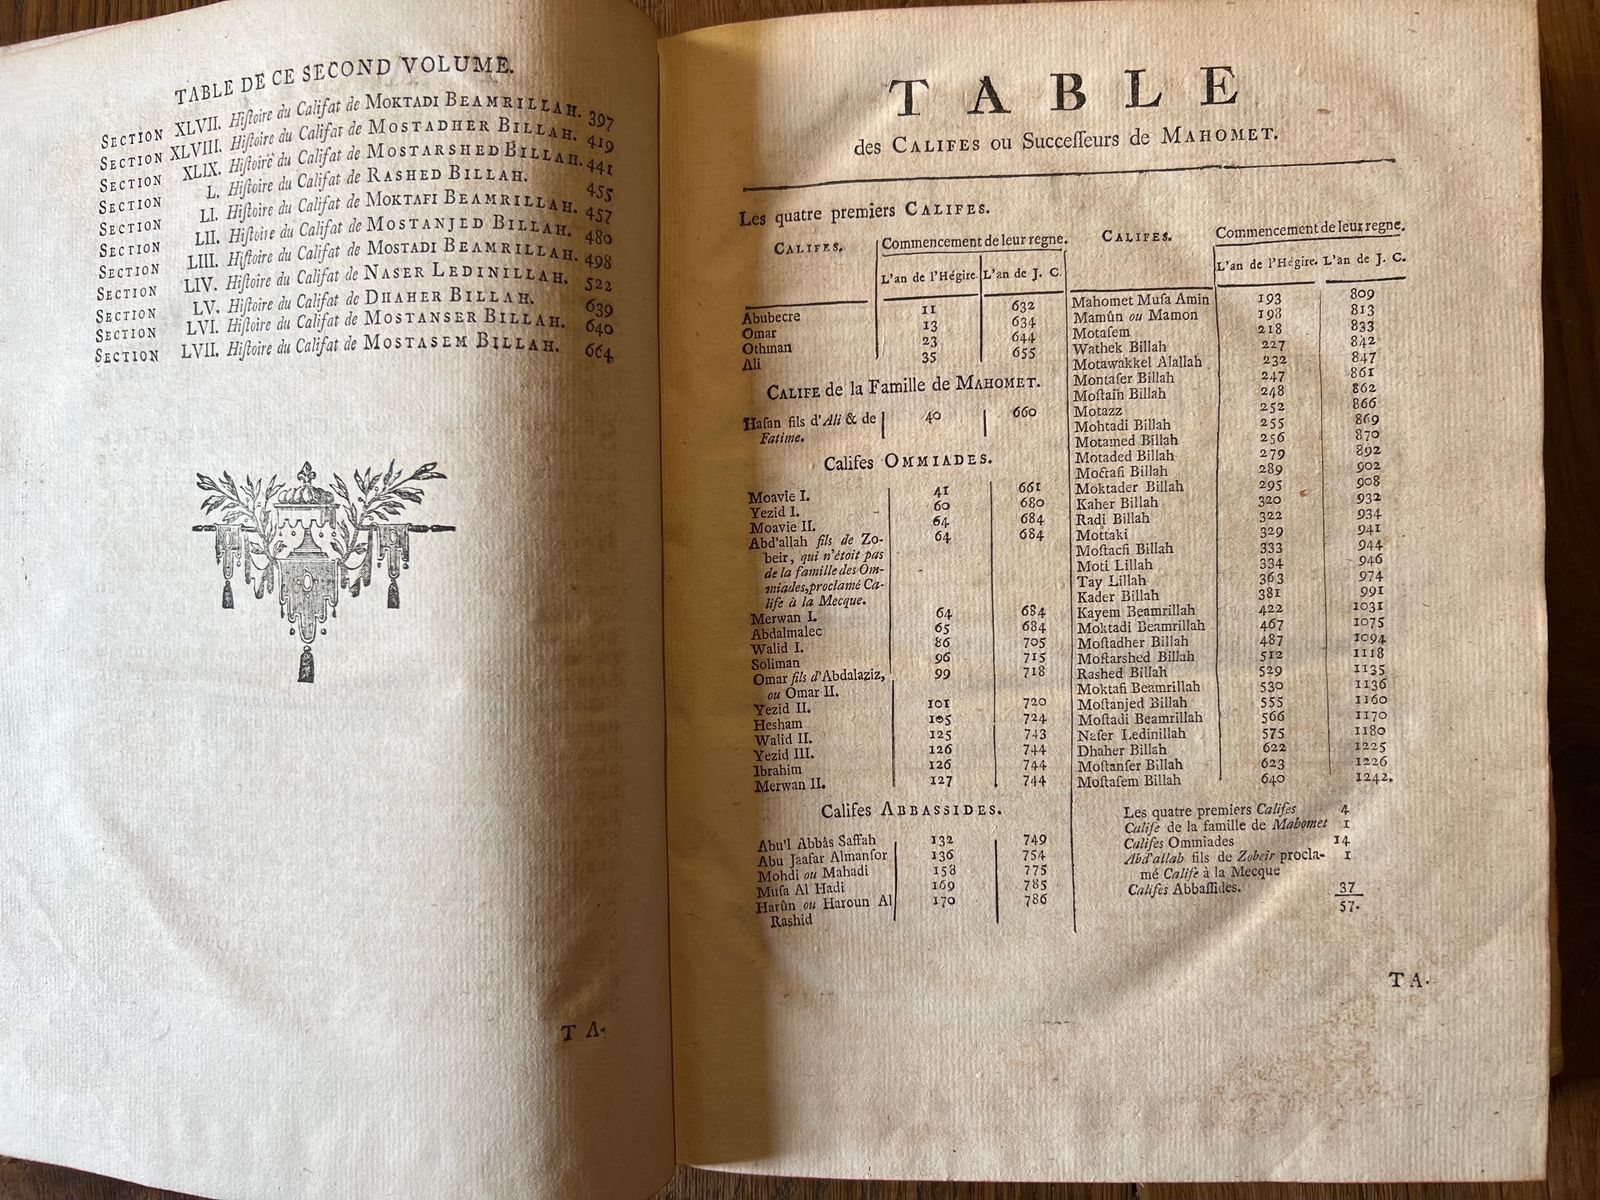 TABLE DE CE SECOND VOLUME.
SECTION XLVII. Hiſtoire du Califat de MOKTADI BEAMRILLAH. 397
SECTION XLVIII. Hiſtoire du Califat de MOSTADHER BILLAH. 419
SECTION XLIX. Hiſtoire du Califat de MOSTARSHED BILLAH. 441
SECTION L. Hiſtoire du Califat de RASHED BILLAH. 455
SECTION LI. Hiſtoire du Califat de MOKTAFI BEAMRILLAH. 457
SECTION LII. Hiſtoire du Califat de MOSTANJED BILLAH. 480
SECTION LIII. Hiſtoire du Califat de MOSTADI BEAMRILLAH. 498
SECTION LIV. Hiſtoire du Califat de NASER LEDINILLAH. 522
SECTION LV. Hiſtoire du Califat de DHAHER BILLAH. 639
SECTION LVI. Hiſtoire du Califat de MOSTANSER BILLAH. 640
SECTION LVII. Hiſtoire du Califat de MOSTASEM BILLAH. 664
T A-
TABLE
des CALIFES ou Succeſſeurs de MAHOMET.
Les quatre premiers CALIFES.
CALIFES. Commencement de leur regne.
L'an de l'Hégire. L'an de J. C.
Abubecre 11 632
Omar 13 634
Othman 23 644
Ali 35 655
CALIFE de la Famille de MAHOMET.
Haſan fils d'Ali & de 40 660
Fatime.
Califes OMMIADES.
Moavie I. 41 661
Yezid I. 60 680
Moavie II. 64 684
Abd'allah fils de Zo- 64 684
beir, qui n'étoit pas
de la famille des Om-
miades, proclamé Ca-
life à la Mecque.
Merwan I. 64 684
Abdalmalec 65 684
Walid I. 86 705
Soliman 96 715
Omar fils d'Abdalaziz, 99 718
ou Omar II.
Yezid II. 101 720
Hesham 105 724
Walid II. 125 743
Yezid III. 126 744
Ibrahim 126 744
Merwan II. 127 744
Califes ABBASSIDES.
Abu'l Abbâs Saffah 132 749
Abu Jaafar Almanſor 136 754
Mohdi ou Mahadi 158 775
Muſa Al Hadi 169 785
Harûn ou Haroun Al 170 786
Rashid
CALIFES. Commencement de leur regne.
L'an de l'Hégire. L'an de J. C.
Mahomet Muſa Amin 193 809
Mamûn ou Mamon 198 813
Motaſem 218 833
Wathek Billah 227 842
Motawakkel Alallah 232 847
Montaſer Billah 247 861
Moſtaïn Billah 248 862
Motazz 252 866
Mohtadi Billah 255 869
Motamed Billah 256 870
Motaded Billah 279 892
Moctafi Billah 289 902
Moktader Billah 295 908
Kaher Billah 320 932
Radi Billah 322 934
Mottaki 329 941
Moſtacfi Billah 333 944
Moti Lillah 334 946
Tay Lillah 363 974
Kader Billah 381 991
Kayem Beamrillah 422 1031
Moktadi Beamrillah 467 1075
Moſtadher Billah 487 1094
Moſtarshed Billah 512 1118
Rashed Billah 529 1135
Moktafi Beamrillah 530 1136
Moſtanjed Billah 555 1160
Moſtadi Beamrillah 566 1170
Naſer Ledinillah 575 1180
Dhaher Billah 622 1225
Moſtanſer Billah 623 1226
Moſtaſem Billah 640 1242.
Les quatre premiers Califes 4
Calife de la famille de Mahomet 1
Califes Ommiades 14
Abd'allah fils de Zobeir procla- 1
mé Calife à la Mecque
Califes Abbaſſides. 37
57.
T A-